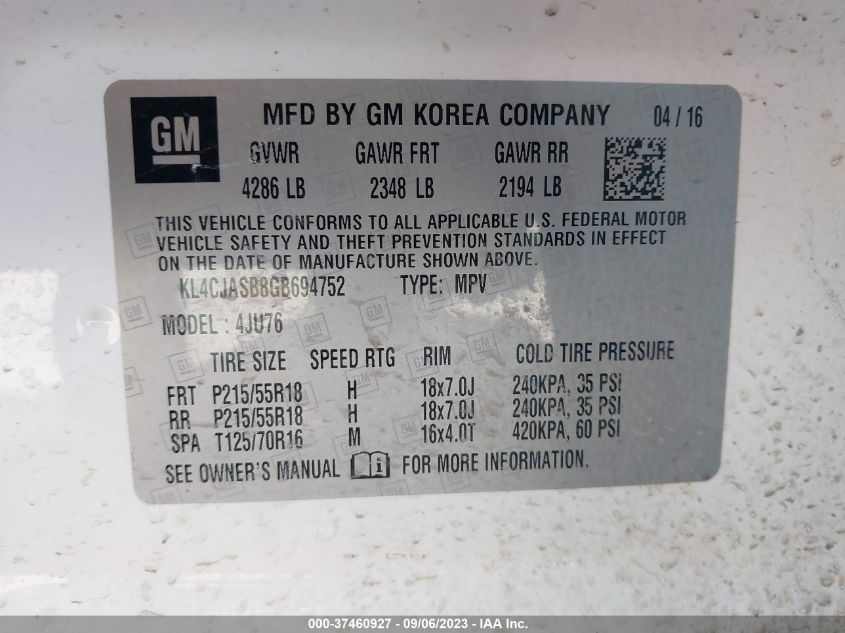 GM MFD BY GM KOREA COMPANY 04 / 16
GVWR GAWR FRT GAWR RR
4286 LB 2348 LB 2194 LB
THIS VEHICLE CONFORMS TO ALL APPLICABLE U.S. FEDERAL MOTOR
VEHICLE SAFETY AND THEFT PREVENTION STANDARDS IN EFFECT
ON THE DATE OF MANUFACTURE SHOWN ABOVE.
KL4CJASB8GB694752 TYPE: MPV
MODEL : 4JU76
TIRE SIZE SPEED RTG RIM COLD TIRE PRESSURE
FRT P215/55R18 H 18x7.0J 240KPA, 35 PSI
RR P215/55R18 H 18x7.0J 240KPA, 35 PSI
SPA T125/70R16 M 16x4.0T 420KPA, 60 PSI
SEE OWNER'S MANUAL FOR MORE INFORMATION.
000-37460927 - 09/06/2023 - IAA Inc.